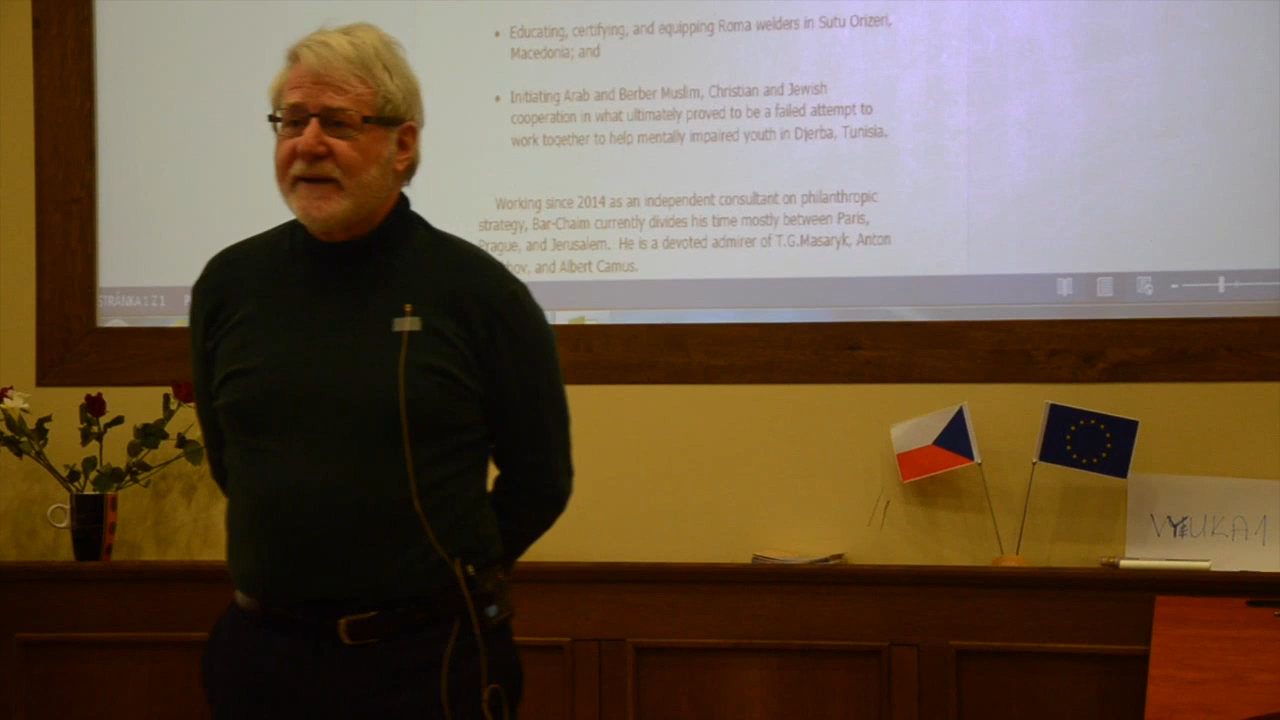 • Educating, certifying, and equipping Roma welders in Sutu Orizeri,
Macedonia; and
• Initiating Arab and Berber Muslim, Christian and Jewish
cooperation in what ultimately proved to be a failed attempt to
work together to help mentally impaired youth in Djerba, Tunisia.
Working since 2014 as an independent consultant on philanthropic
strategy, Bar-Chaim currently divides his time mostly between Paris,
Prague, and Jerusalem. He is a devoted admirer of T.G.Masaryk, Anton
hov, and Albert Camus.
STRÁNKA 1 Z 1
VÝUKA 1